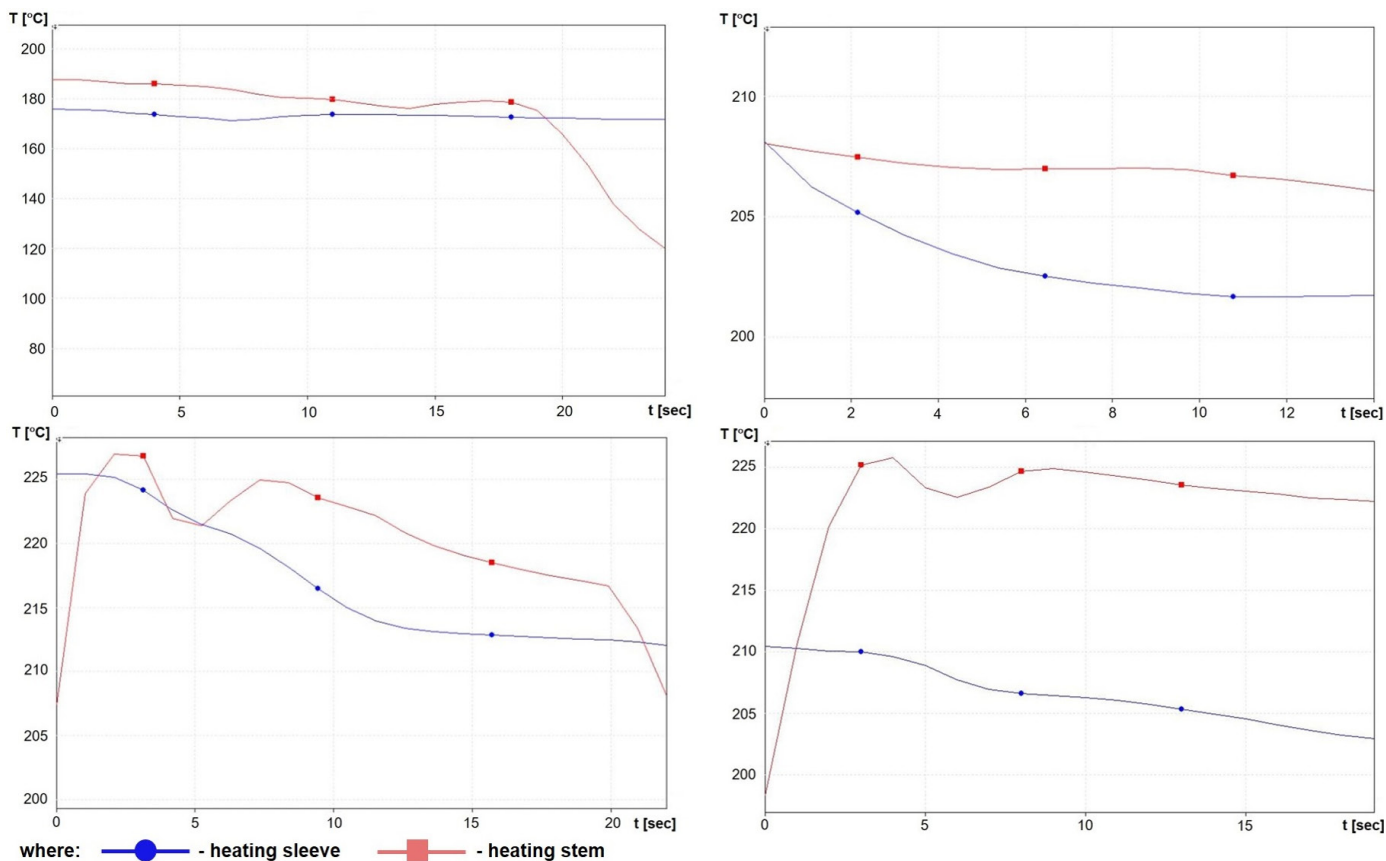 T [°C]
200
180
160
140
120
100
80
0 5 10 15 20 t [sec]
T [°C]
210
205
200
0 2 4 6 8 10 12 t [sec]
T [°C]
225
220
215
210
205
200
0 5 10 15 20 t [sec]
T [°C]
225
220
215
210
205
200
0 5 10 15 t [sec]
where: - heating sleeve - heating stem